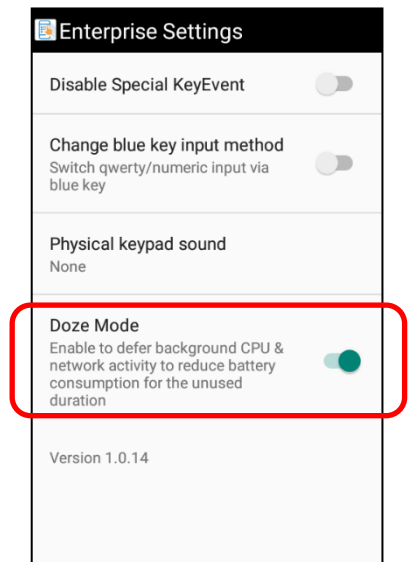 Enterprise Settings
Disable Special KeyEvent
Change blue key input method
Switch qwerty/numeric input via
blue key
Physical keypad sound
None
Doze Mode
Enable to defer background CPU &
network activity to reduce battery
consumption for the unused
duration
Version 1.0.14